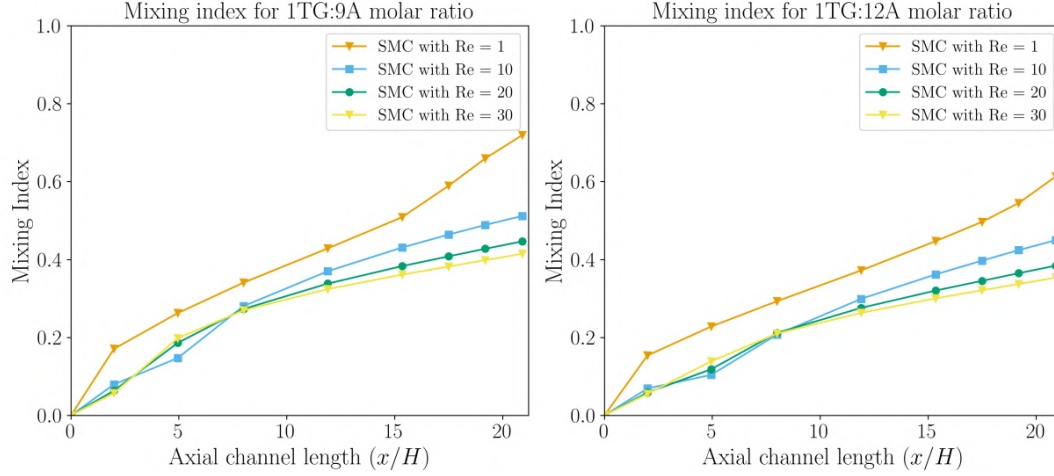 Mixing index for 1TG:9A molar ratio
1.0
0.8
0.6
0.4
0.2
0.0
Mixing Index
SMC with Re = 1
SMC with Re = 10
SMC with Re = 20
SMC with Re = 30
0
5
10
15
20
Axial channel length (x/H)
Mixing index for 1TG:12A molar ratio
1.0
0.8
0.6
0.4
0.2
0.0
Mixing Index
SMC with Re = 1
SMC with Re = 10
SMC with Re = 20
SMC with Re = 30
0
5
10
15
20
Axial channel length (x/H)